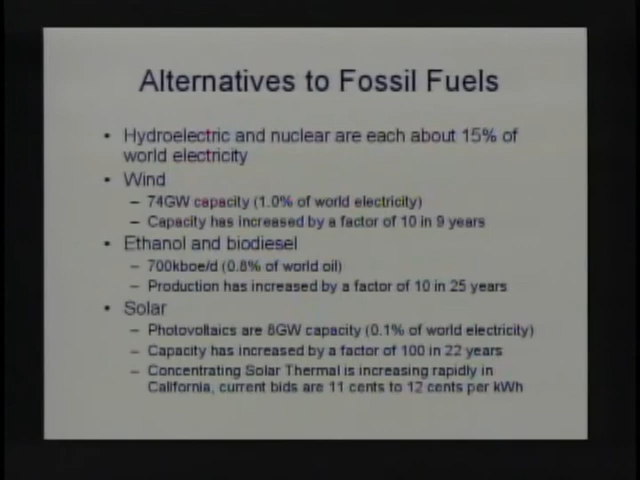 Alternatives to Fossil Fuels
• Hydroelectric and nuclear are each about 15% of
world electricity
• Wind
– 74GW capacity (1.0% of world electricity)
– Capacity has increased by a factor of 10 in 9 years
• Ethanol and biodiesel
– 700kboe/d (0.8% of world oil)
– Production has increased by a factor of 10 in 25 years
• Solar
– Photovoltaics are 8GW capacity (0.1% of world electricity)
– Capacity has increased by a factor of 100 in 22 years
– Concentrating Solar Thermal is increasing rapidly in
California, current bids are 11 cents to 12 cents per kWh